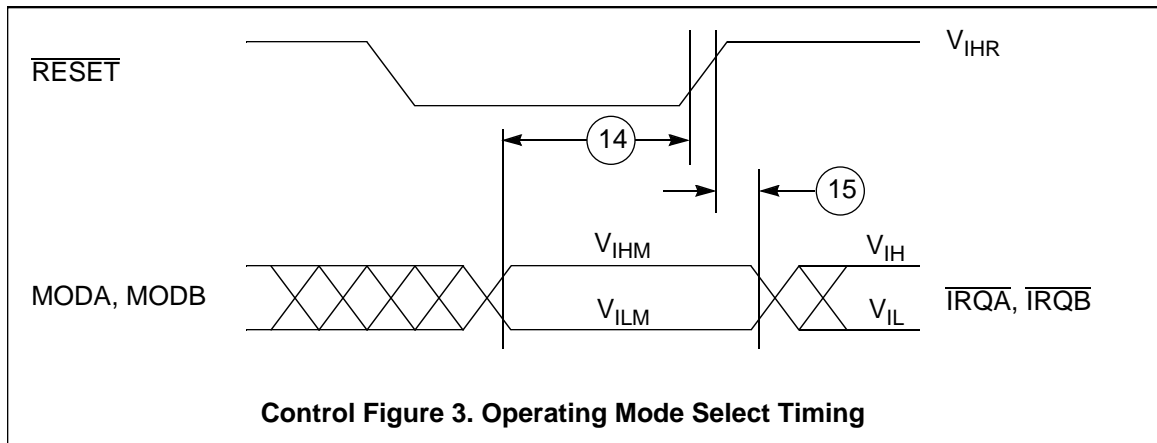 RESET
V_IHR
14
15
V_IHM
V_IH
MODA, MODB
IRQA, IRQB
V_ILM
V_IL
Control Figure 3. Operating Mode Select Timing